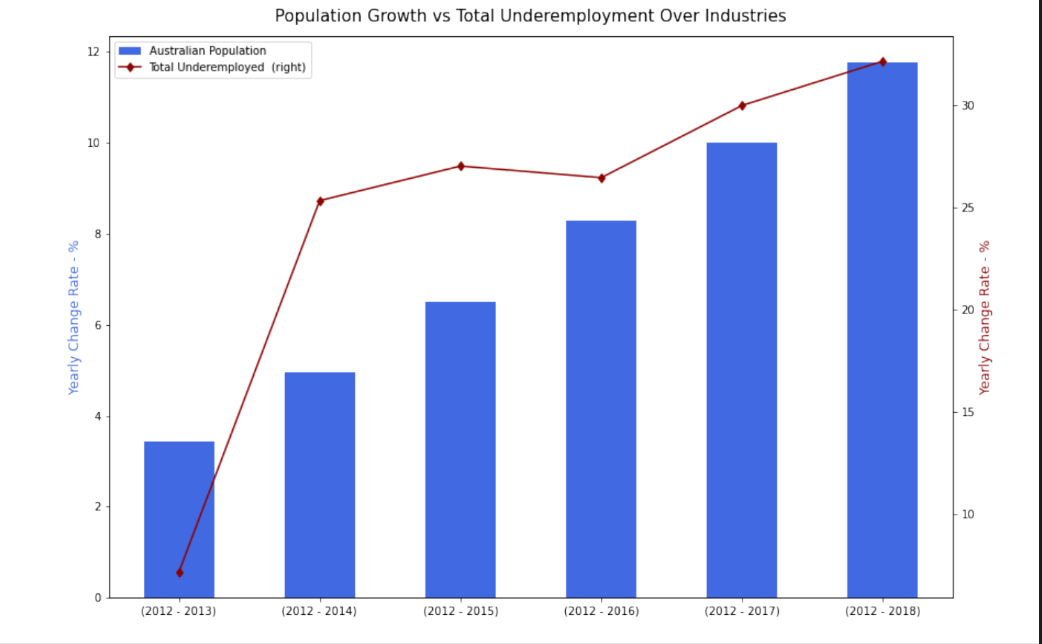 Population Growth vs Total Underemployment Over Industries
Australian Population
Total Underemployed (right)
12
10
8
6
4
2
0
Yearly Change Rate - %
30
25
20
15
10
Yearly Change Rate - %
(2012 - 2013)
(2012 - 2014)
(2012 - 2015)
(2012 - 2016)
(2012 - 2017)
(2012 - 2018)